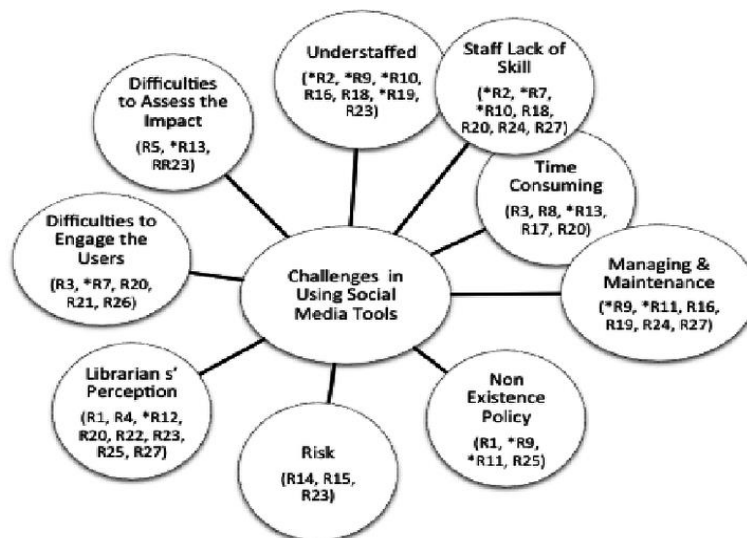 Understaffed
(*R2, *R9, *R10,
R16, R18, *R19,
R23)
Staff Lack of
Skill
(*R2, *R7,
*R10, R18,
R20, R24, R27)
Difficulties
to Assess the
Impact
(R5, *R13,
RR23)
Time
Consuming
(R3, R8, *R13,
R17, R20)
Difficulties to
Engage the
Users
(R3, *R7, R20,
R21, R26)
Challenges in
Using Social
Media Tools
Managing &
Maintenance
(*R9, *R11, R16,
R19, R24, R27)
Librarian s'
Perception
(R1, R4, *R12,
R20, R22, R23,
R25, R27)
Risk
(R14, R15,
R23)
Non
Existence
Policy
(R1, *R9,
*R11, R25)